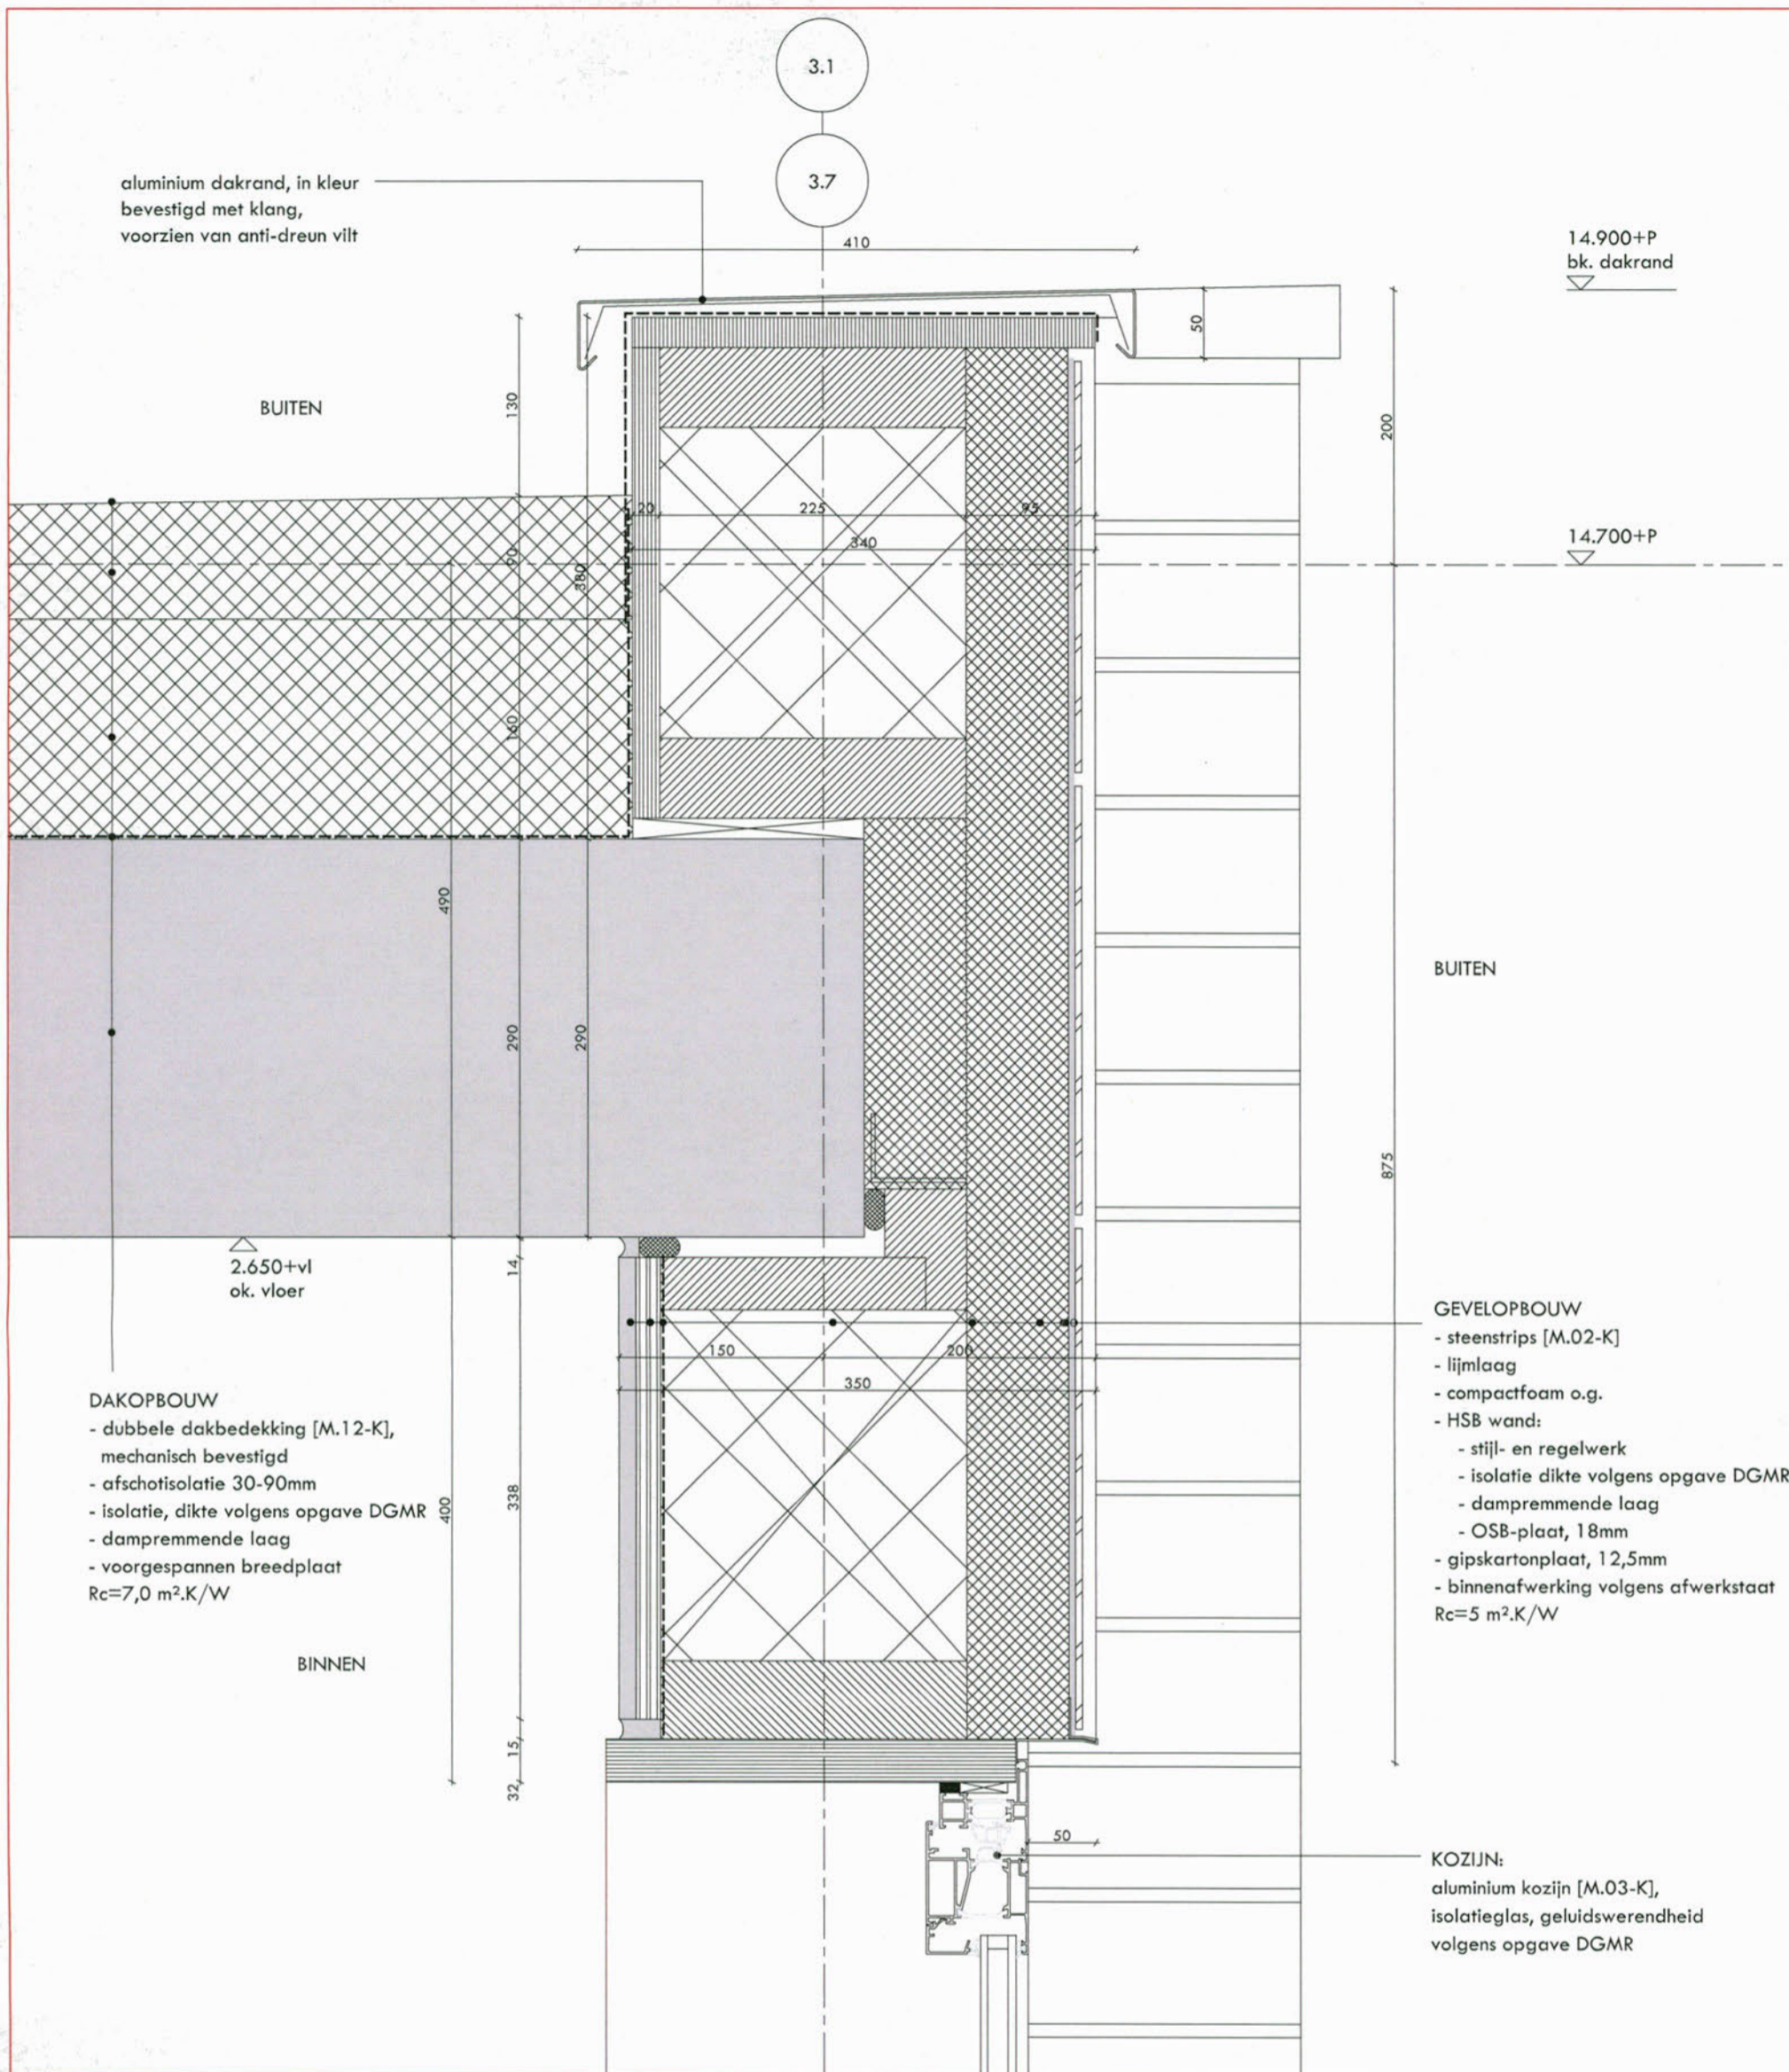 3.1
3.7
aluminium dakrand, in kleur
bevestigd met klang,
voorzien van anti-dreun vilt
410
14.900+P
bk. dakrand
50
130
BUITEN
200
20
225
95
340
14.700+P
90
380
160
490
290
290
BUITEN
875
2.650+vl
ok. vloer
14
150
200
350
GEVELOPBOUW
- steenstrips [M.02-K]
- lijmlaag
- compactfoam o.g.
- HSB wand:
- stijl- en regelwerk
- isolatie dikte volgens opgave DGMR
- dampremmende laag
- OSB-plaat, 18mm
- gipskartonplaat, 12,5mm
- binnenafwerking volgens afwerkstaat
Rc=5 m².K/W
DAKOPBOUW
- dubbele dakbedekking [M.12-K],
mechanisch bevestigd
- afschotisolatie 30-90mm
- isolatie, dikte volgens opgave DGMR
- dampremmende laag
- voorgespannen breedplaat
Rc=7,0 m².K/W
400
338
BINNEN
15
32
50
KOZIJN:
aluminium kozijn [M.03-K],
isolatieglas, geluidswerendheid
volgens opgave DGMR